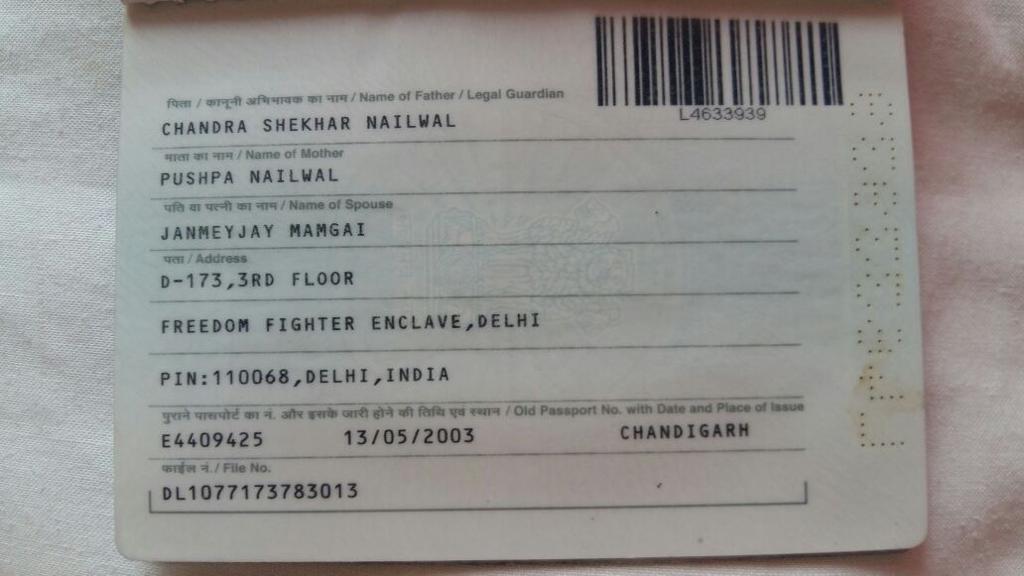 L4633939
पिता / कानूनी अभिभावक का नाम / Name of Father / Legal Guardian
CHANDRA SHEKHAR NAILWAL
माता का नाम / Name of Mother
PUSHPA NAILWAL
पति या पत्नी का नाम / Name of Spouse
JANMEYJAY MAMGAI
पता / Address
D-173,3RD FLOOR
FREEDOM FIGHTER ENCLAVE,DELHI
PIN:110068,DELHI,INDIA
पुराने पासपोर्ट का नं. और इसके जारी होने की तिथि एवं स्थान / Old Passport No. with Date and Place of Issue
E4409425 13/05/2003 CHANDIGARH
फाईल नं. / File No.
DL1077173783013